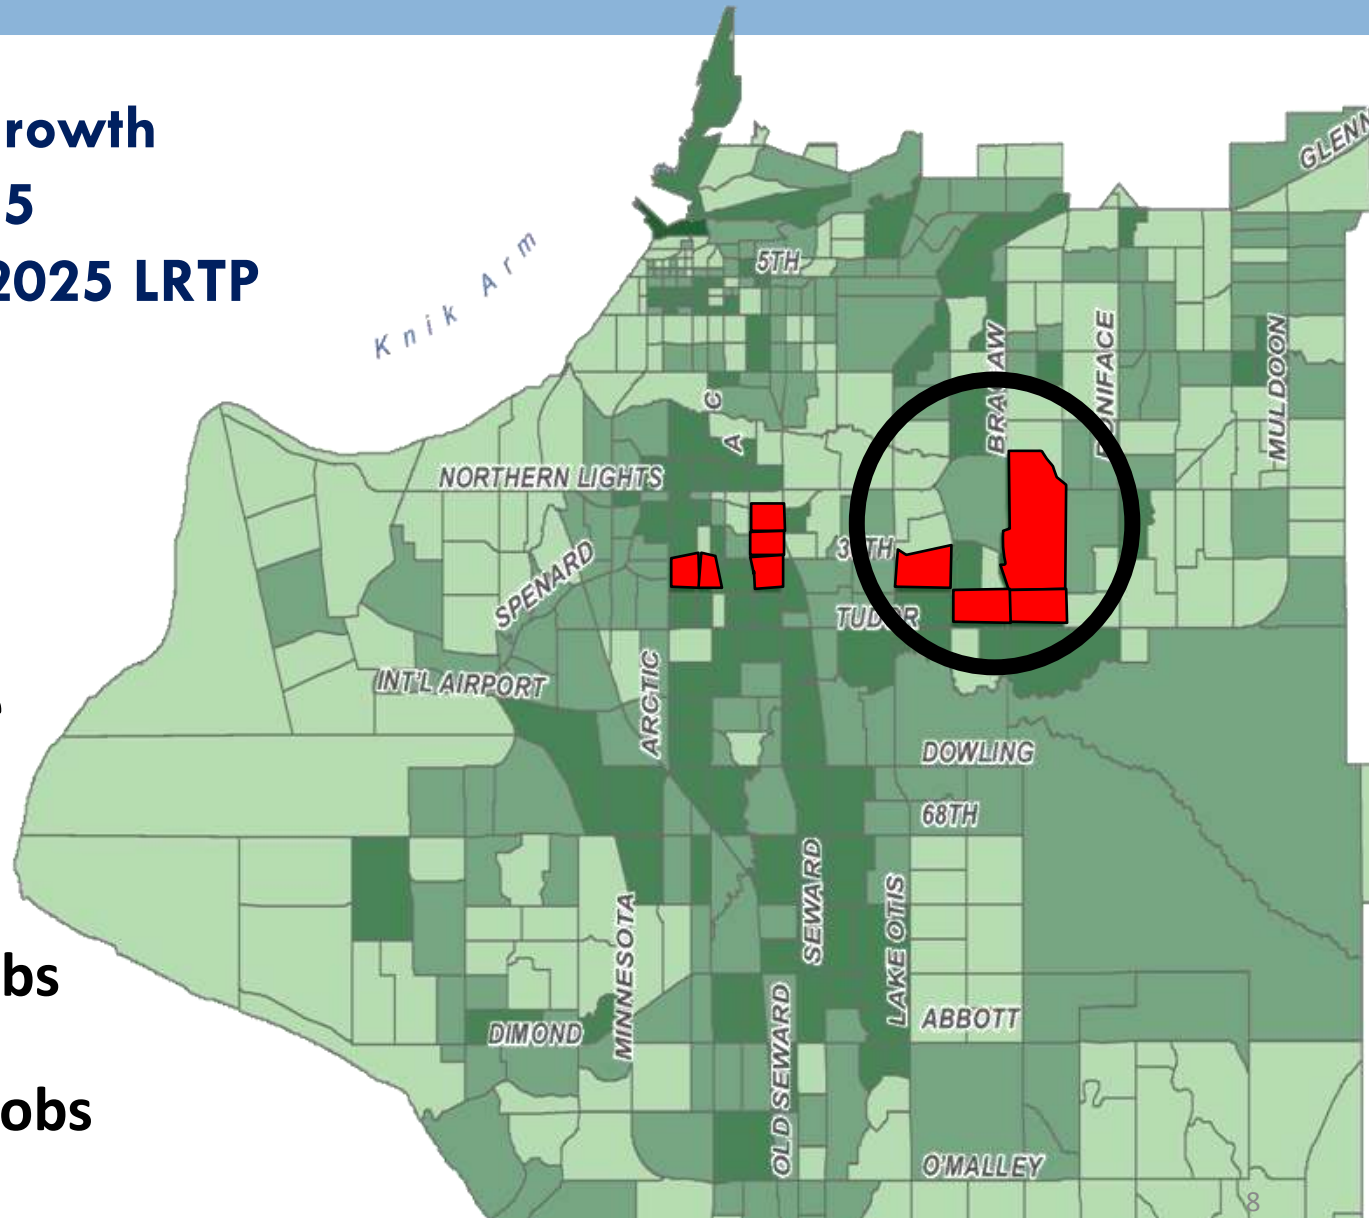 rowth
5
2025 LRTP
Knik Arm
GLENN
5TH
BRAGAW
BONIFACE
MULDOON
C
A
NORTHERN LIGHTS
SPENARD
TUDOR
INT'L AIRPORT
ARCTIC
DOWLING
68TH
SEWARD
LAKE OTIS
MINNESOTA
bs
DIMOND
ABBOTT
OLD SEWARD
obs
O'MALLEY
8